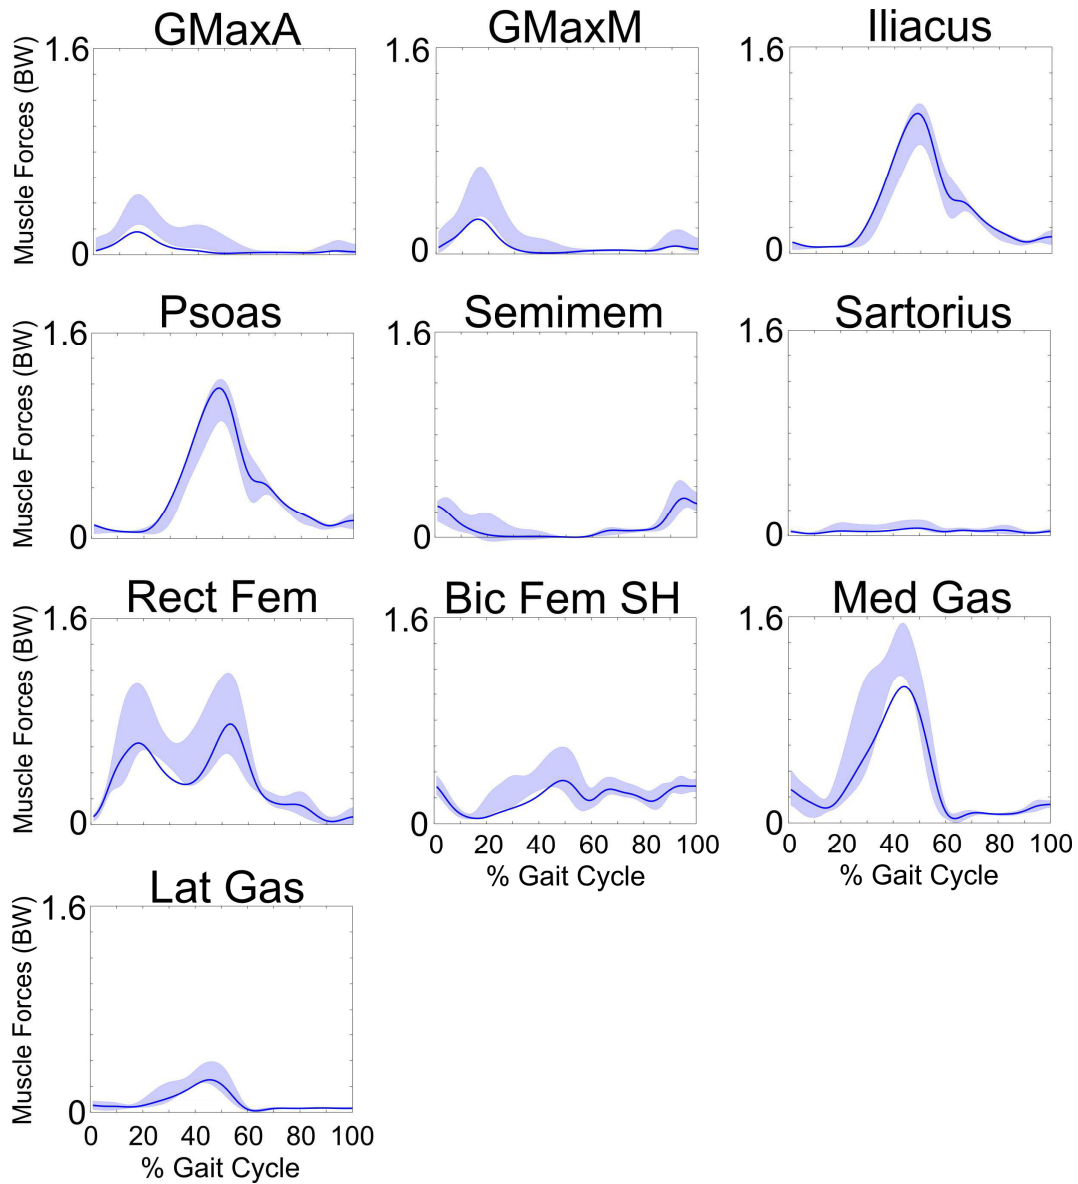 GMaxA
GMaxM
Iliacus
Muscle Forces (BW)
1.6
0
1.6
0
1.6
0
Psoas
Semimem
Sartorius
Muscle Forces (BW)
1.6
0
1.6
0
1.6
0
Rect Fem
Bic Fem SH
Med Gas
Muscle Forces (BW)
1.6
0
1.6
0
1.6
0
0 20 40 60 80 100
% Gait Cycle
0 20 40 60 80 100
% Gait Cycle
Lat Gas
Muscle Forces (BW)
1.6
0
0 20 40 60 80 100
% Gait Cycle